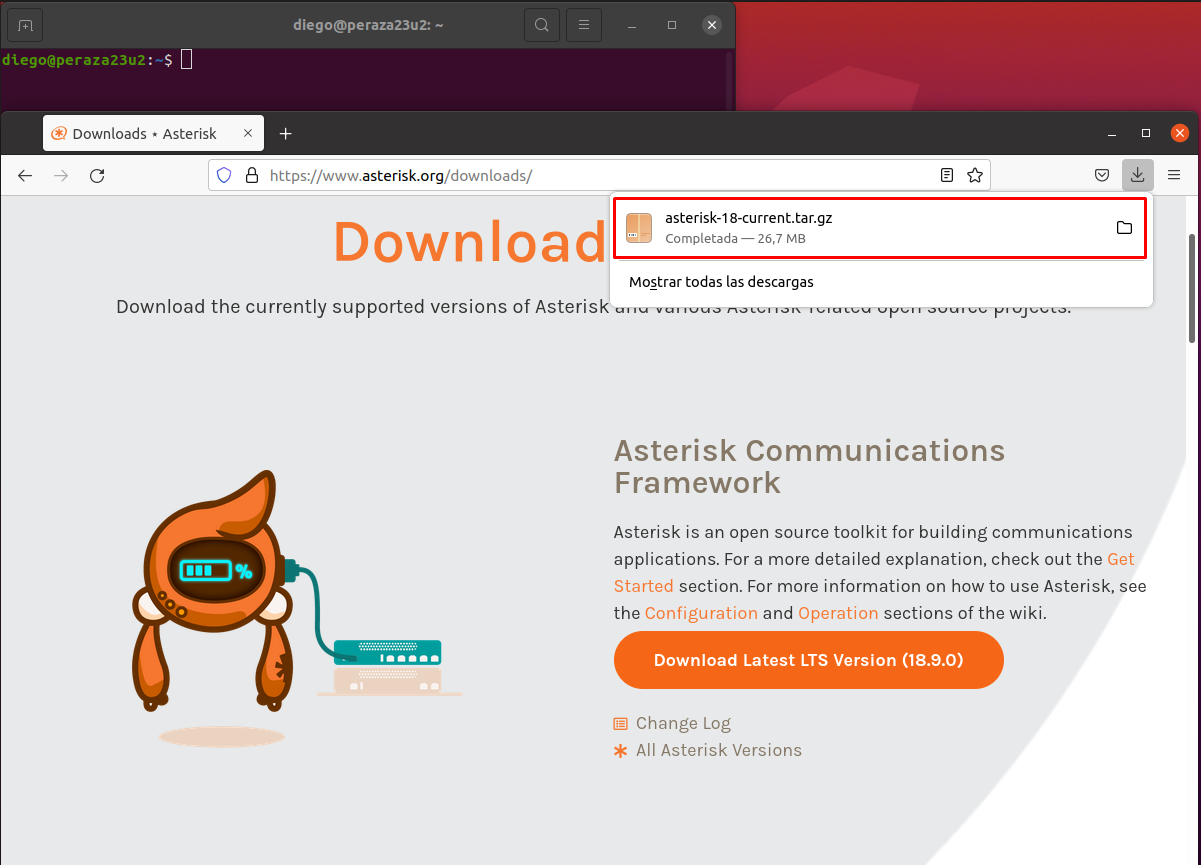 diego@peraza23u2: ~
diego@peraza23u2:~$
Downloads ⋆ Asterisk
https://www.asterisk.org/downloads/
asterisk-18-current.tar.gz
Completada — 26,7 MB
Mostrar todas las descargas
Download
Download the currently supported versions of Asterisk and various Asterisk related open source projects.
Asterisk Communications
Framework
Asterisk is an open source toolkit for building communications
applications. For a more detailed explanation, check out the Get
Started section. For more information on how to use Asterisk, see
the Configuration and Operation sections of the wiki.
Download Latest LTS Version (18.9.0)
Change Log
All Asterisk Versions
%